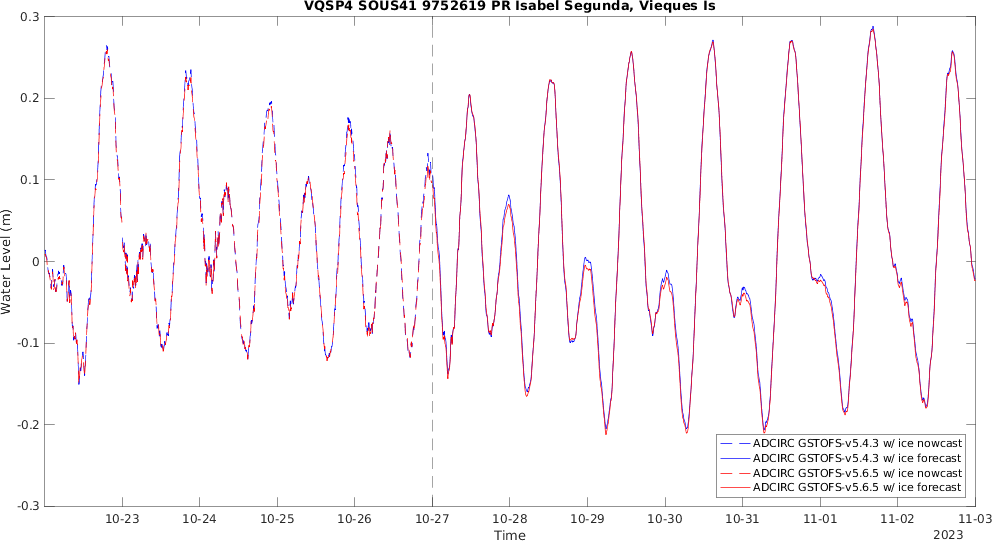 VQSP4 SOUS41 9752619 PR Isabel Segunda, Vieques Is
0.3
0.2
0.1
0
-0.1
-0.2
-0.3
Water Level (m)
10-23 10-24 10-25 10-26 10-27 10-28 10-29 10-30 10-31 11-01 11-02 11-03
2023
Time
ADCIRC GSTOFS-v5.4.3 w/ ice nowcast
ADCIRC GSTOFS-v5.4.3 w/ ice forecast
ADCIRC GSTOFS-v5.6.5 w/ ice nowcast
ADCIRC GSTOFS-v5.6.5 w/ ice forecast